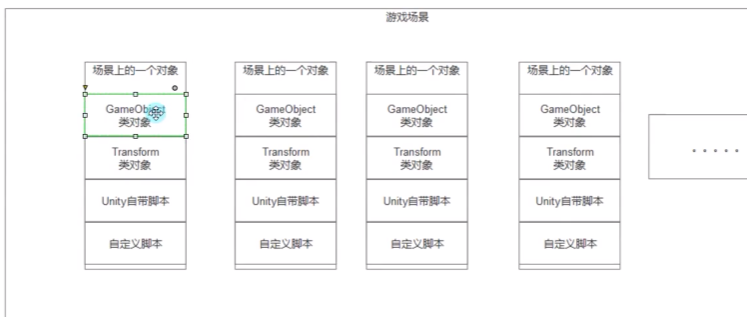 游戏场景
场景上的一个对象
GameObject
类对象
Transform
类对象
Unity自带脚本
自定义脚本
场景上的一个对象
GameObject
类对象
Transform
类对象
Unity自带脚本
自定义脚本
场景上的一个对象
GameObject
类对象
Transform
类对象
Unity自带脚本
自定义脚本
场景上的一个对象
GameObject
类对象
Transform
类对象
Unity自带脚本
自定义脚本
.....